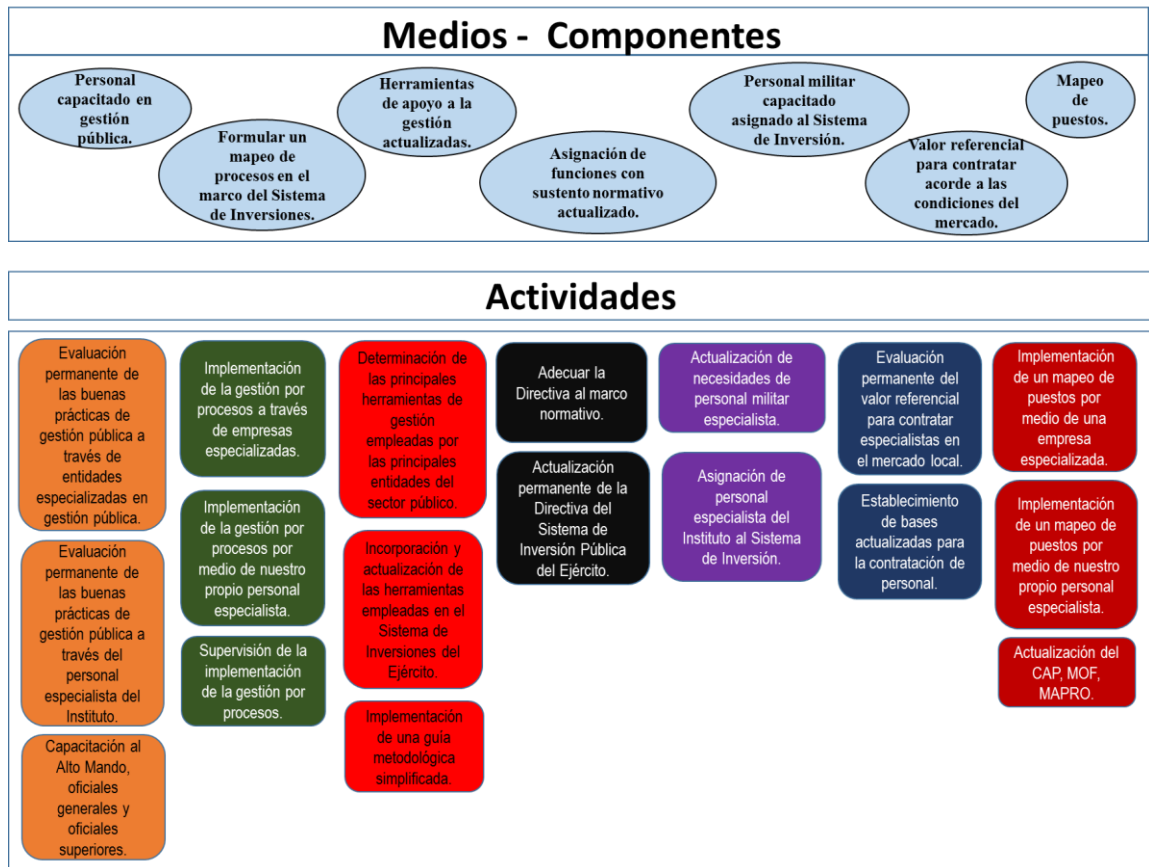 Medios - Componentes
Personal
capacitado en
gestión
pública.
Formular un
mapeo de
procesos en el
marco del Sistema
de Inversiones.
Herramientas
de apoyo a la
gestión
actualizadas.
Asignación de
funciones con
sustento normativo
actualizado.
Personal militar
capacitado
asignado al Sistema
de Inversión.
Valor referencial
para contratar
acorde a las
condiciones del
mercado.
Mapeo
de
puestos.
Actividades
Evaluación
permanente de
las buenas
prácticas de
gestión pública a
través de
entidades
especializadas en
gestión pública.
Evaluación
permanente de
las buenas
prácticas de
gestión pública a
través del
personal
especialista del
Instituto.
Capacitación al
Alto Mando,
oficiales
generales y
oficiales
superiores.
Implementación
de la gestión por
procesos a través
de empresas
especializadas.
Implementación
de la gestión por
procesos por
medio de nuestro
propio personal
especialista.
Supervisión de la
implementación
de la gestión por
procesos.
Determinación de
las principales
herramientas de
gestión
empleadas por
las principales
entidades del
sector público.
Incorporación y
actualización de
las herramientas
empleadas en el
Sistema de
Inversiones del
Ejército.
Implementación
de una guía
metodológica
simplificada.
Adecuar la
Directiva al marco
normativo.
Actualización
permanente de la
Directiva del
Sistema de
Inversión Pública
del Ejército.
Actualización de
necesidades de
personal militar
especialista.
Asignación de
personal
especialista del
Instituto al Sistema
de Inversión.
Evaluación
permanente del
valor referencial
para contratar
especialistas en
el mercado local.
Establecimiento
de bases
actualizadas para
la contratación de
personal.
Implementación
de un mapeo de
puestos por
medio de una
empresa
especializada.
Implementación
de un mapeo de
puestos por
medio de nuestro
propio personal
especialista.
Actualización del
CAP, MOF,
MAPRO.